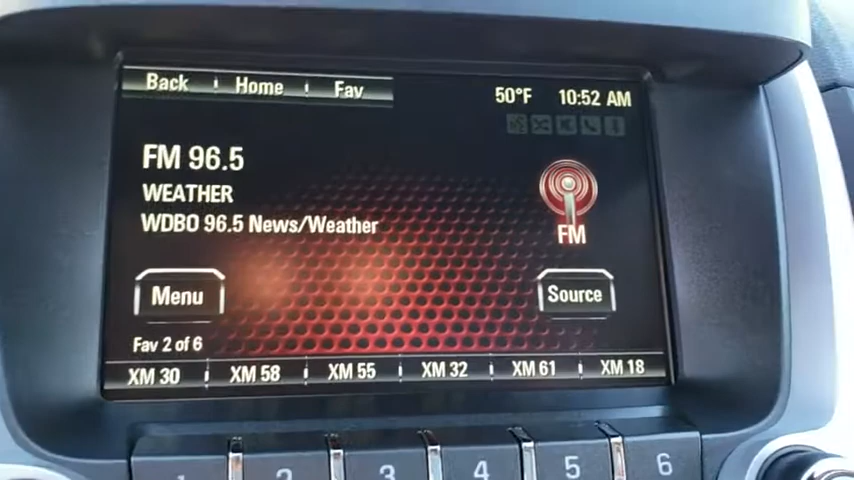 Back Home Fav 50°F 10:52 AM
FM 96.5
WEATHER
WDBO 96.5 News/Weather
FM
Menu Source
Fav 2 of 6
XM 30 XM 58 XM 55 XM 32 XM 61 XM 18
1 2 3 4 5 6